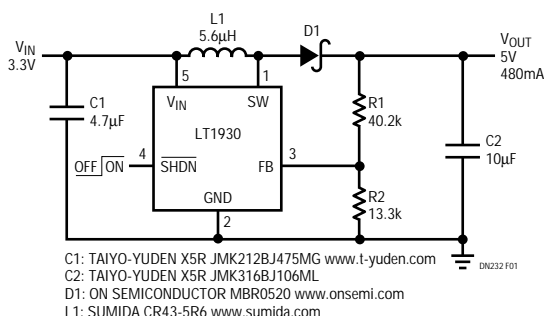 L1
5.6µH
D1
VIN
3.3V
VOUT
5V
480mA
5
1
C1
4.7µF
VIN
SW
LT1930
R1
40.2k
OFF ON
4
SHDN
FB
3
C2
10µF
GND
2
R2
13.3k
C1: TAIYO-YUDEN X5R JMK212BJ475MG www.t-yuden.com
C2: TAIYO-YUDEN X5R JMK316BJ106ML
D1: ON SEMICONDUCTOR MBR0520 www.onsemi.com
L1: SUMIDA CR43-5R6 www.sumida.com
DN232 F01